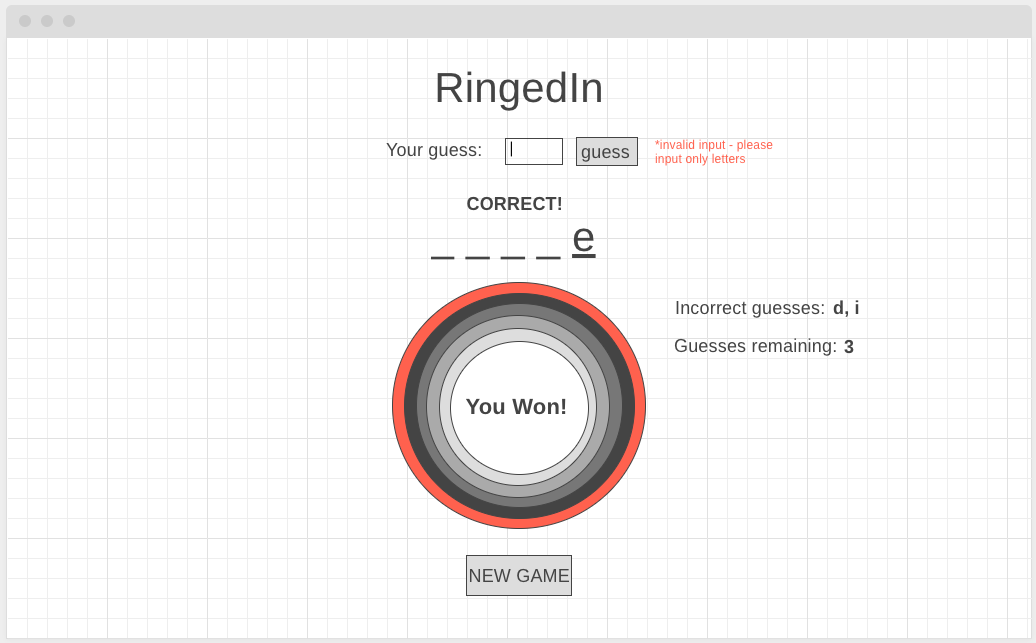 RingedIn
Your guess:
guess
*invalid input - please
input only letters
CORRECT!
_ _ _ _ e
Incorrect guesses: d, i
Guesses remaining: 3
You Won!
NEW GAME